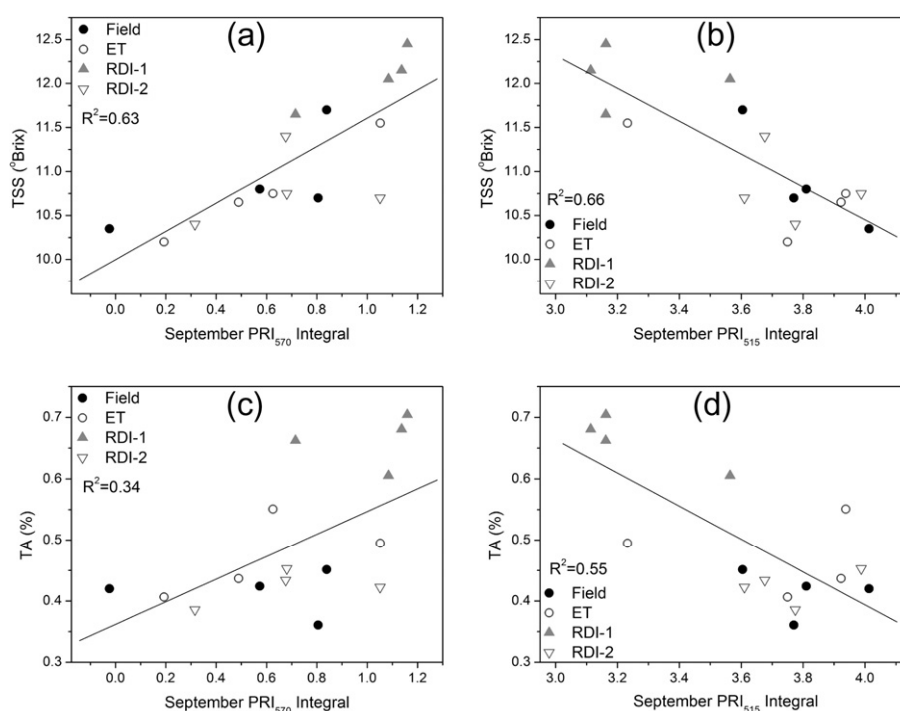 (a)
Field
ET
RDI-1
RDI-2
R²=0.63
TSS (°Brix)
12.5
12.0
11.5
11.0
10.5
10.0
0.0 0.2 0.4 0.6 0.8 1.0 1.2
September PRI₅₇₀ Integral
(b)
R²=0.66
Field
ET
RDI-1
RDI-2
TSS (°Brix)
12.5
12.0
11.5
11.0
10.5
10.0
3.0 3.2 3.4 3.6 3.8 4.0
September PRI₅₁₅ Integral
(c)
Field
ET
RDI-1
RDI-2
R²=0.34
TA (%)
0.7
0.6
0.5
0.4
0.3
0.0 0.2 0.4 0.6 0.8 1.0 1.2
September PRI₅₇₀ Integral
(d)
R²=0.55
Field
ET
RDI-1
RDI-2
TA (%)
0.7
0.6
0.5
0.4
0.3
3.0 3.2 3.4 3.6 3.8 4.0
September PRI₅₁₅ Integral